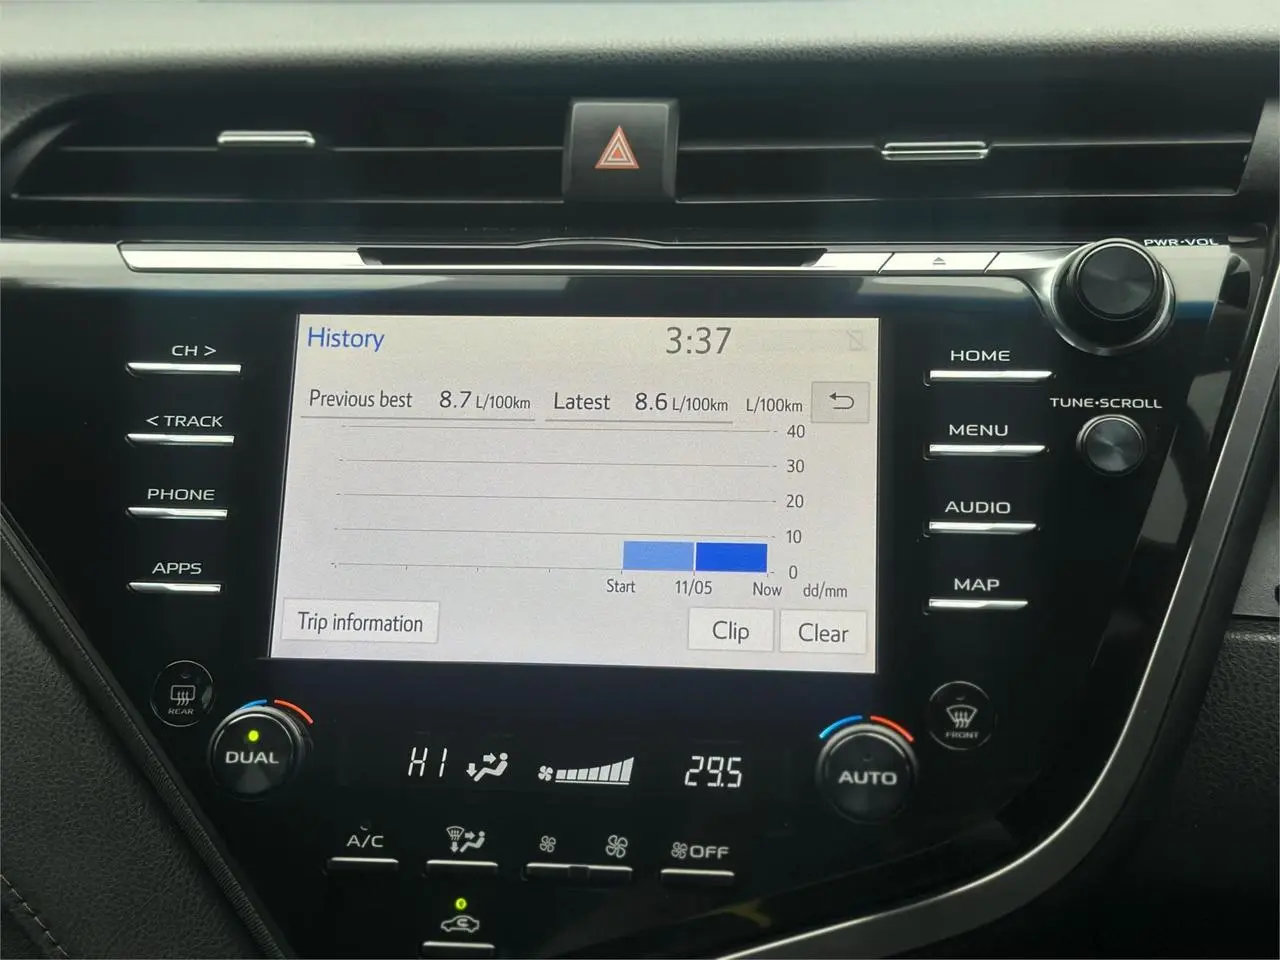 PWR•VOL
CH >
< TRACK
PHONE
APPS
History
3:37
Previous best 8.7 L/100km Latest 8.6 L/100km L/100km
40
30
20
10
0
Start 11/05 Now dd/mm
Trip information
Clip
Clear
HOME
TUNE•SCROLL
MENU
AUDIO
MAP
REAR
FRONT
DUAL
HI
29.5
AUTO
A/C
OFF